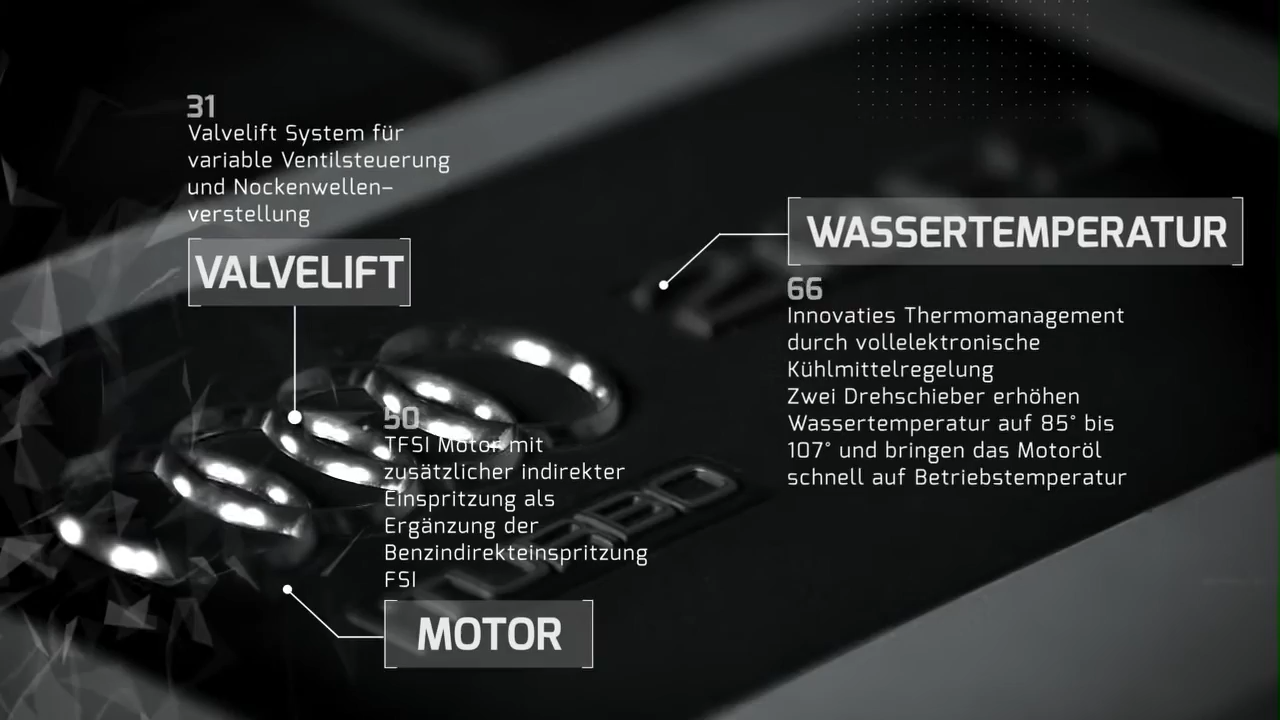 31
Valvelift System für
variable Ventilsteuerung
und Nockenwellen-
verstellung
VALVELIFT
WASSERTEMPERATUR
66
Innovaties Thermomanagement
durch vollelektronische
Kühlmittelregelung
Zwei Drehschieber erhöhen
Wassertemperatur auf 85° bis
107° und bringen das Motoröl
schnell auf Betriebstemperatur
50
TFSI Motor mit
zusätzlicher indirekter
Einspritzung als
Ergänzung der
Benzindirekteinspritzung
FSI
MOTOR